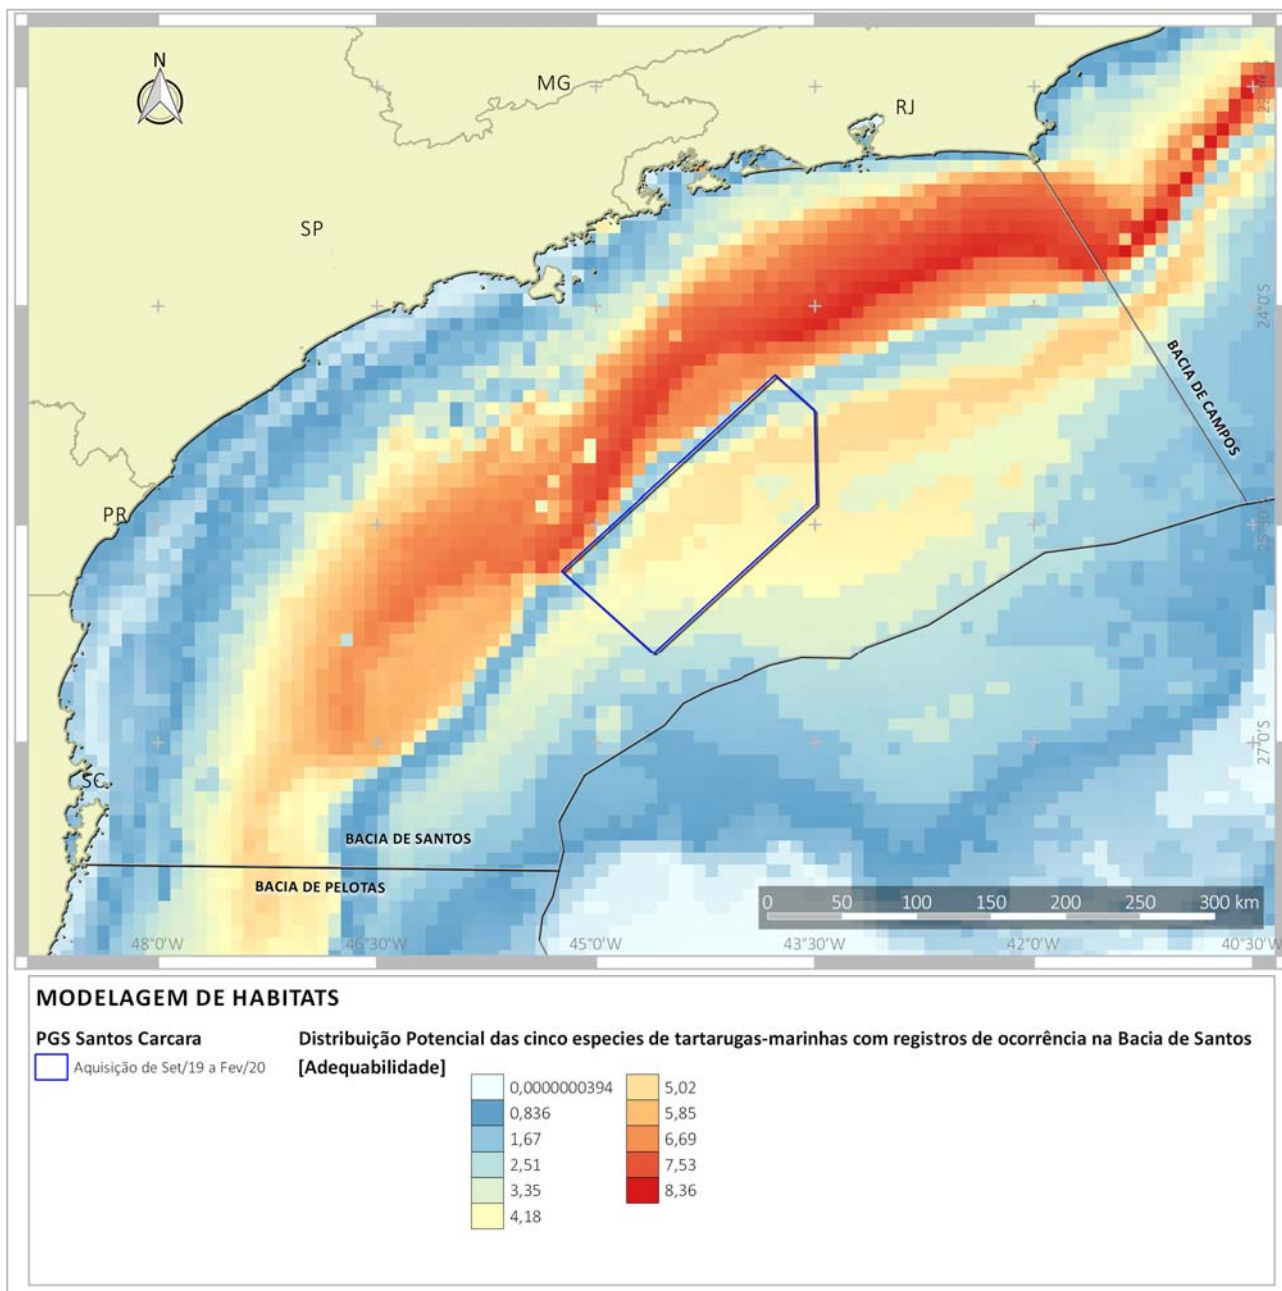 N
MG
RJ
SP
PR
SC
24°0'S
27°0'S
BACIA DE CAMPOS
BACIA DE SANTOS
BACIA DE PELOTAS
0 50 100 150 200 250 300 km
48°0'W 46°30'W 45°0'W 43°30'W 42°0'W 40°30'W
MODELAGEM DE HABITATS
PGS Santos Carcara
Aquisição de Set/19 a Fev/20
Distribuição Potencial das cinco especies de tartarugas-marinhas com registros de ocorrência na Bacia de Santos
[Adequabilidade]
0,0000000394
0,836
1,67
2,51
3,35
4,18
5,02
5,85
6,69
7,53
8,36